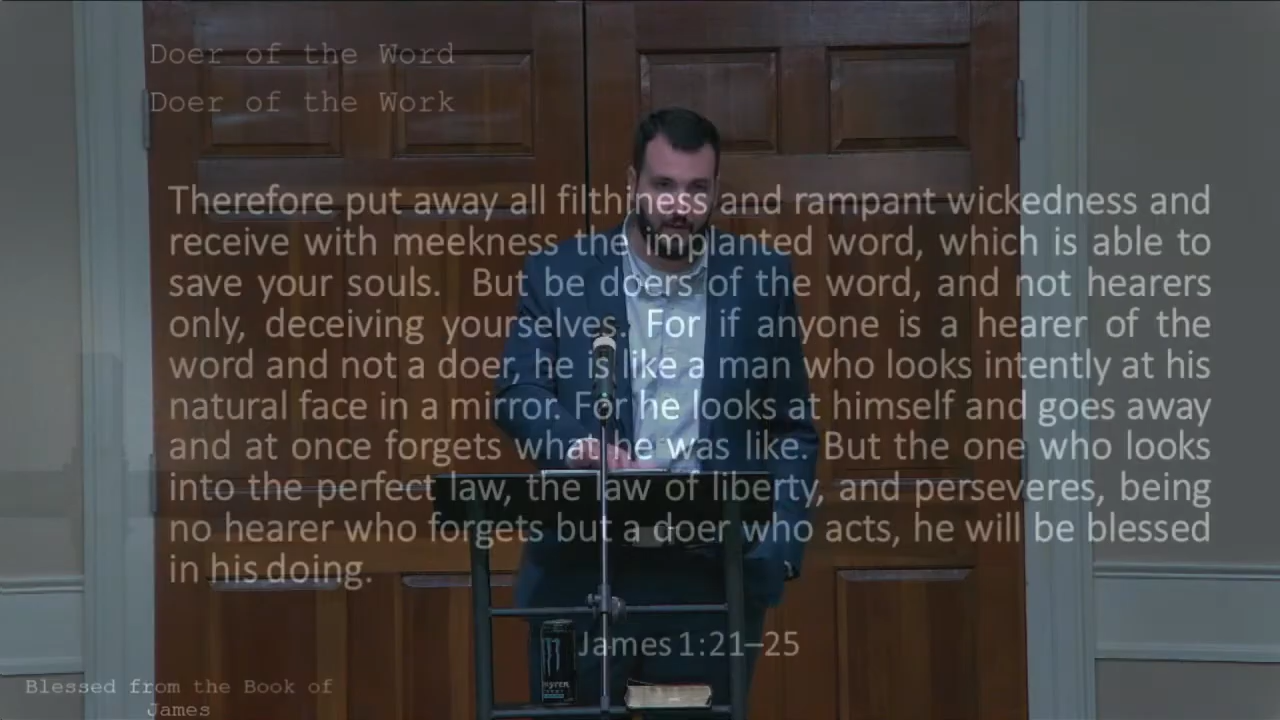 Doer of the Word
Doer of the Work
Therefore put away all filthiness and rampant wickedness and
receive with meekness the implanted word, which is able to
save your souls.  But be doers of the word, and not hearers
only, deceiving yourselves. For if anyone is a hearer of the
word and not a doer, he is like a man who looks intently at his
natural face in a mirror. For he looks at himself and goes away
and at once forgets what he was like. But the one who looks
into the perfect law, the law of liberty, and perseveres, being
no hearer who forgets but a doer who acts, he will be blessed
in his doing.
James 1:21–25
Blessed from the Book of
James